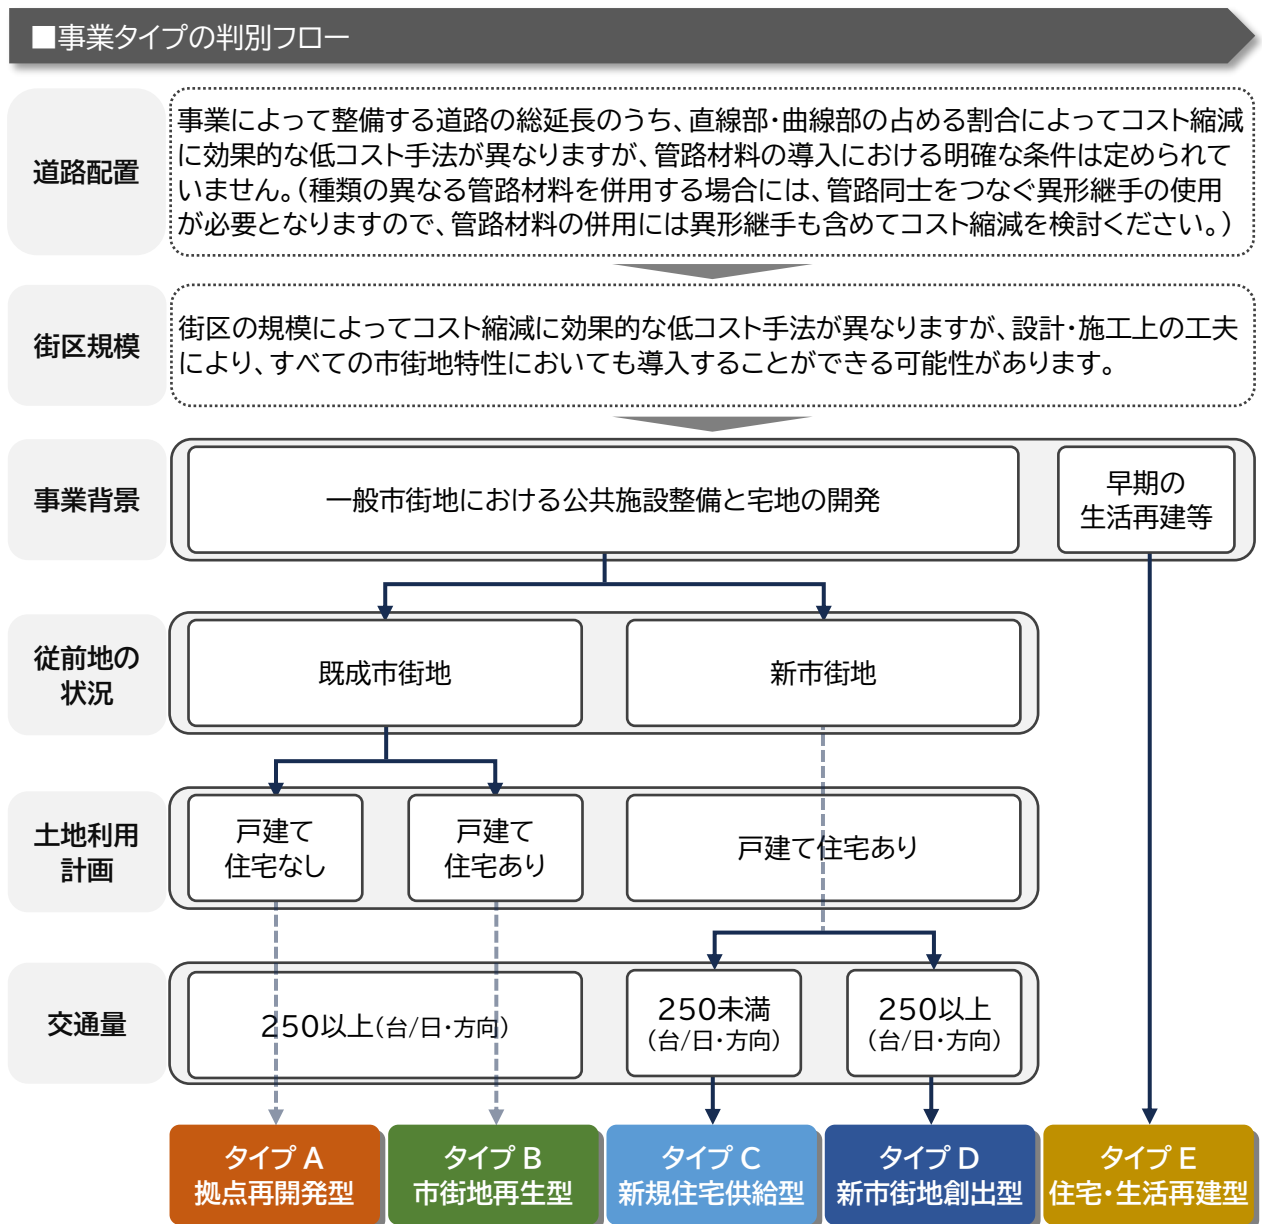 ■事業タイプの判別フロー
道路配置
事業によって整備する道路の総延長のうち、直線部・曲線部の占める割合によってコスト縮減
に効果的な低コスト手法が異なりますが、管路材料の導入における明確な条件は定められて
いません。（種類の異なる管路材料を併用する場合には、管路同士をつなぐ異形継手の使用
が必要となりますので、管路材料の併用には異形継手も含めてコスト縮減を検討ください。）
街区規模
街区の規模によってコスト縮減に効果的な低コスト手法が異なりますが、設計・施工上の工夫
により、すべての市街地特性においても導入することができる可能性があります。
事業背景
一般市街地における公共施設整備と宅地の開発
早期の
生活再建等
従前地の
状況
既成市街地
新市街地
土地利用
計画
戸建て
住宅なし
戸建て
住宅あり
戸建て住宅あり
交通量
250以上（台/日・方向）
250未満
（台/日・方向）
250以上
（台/日・方向）
タイプ A
拠点再開発型
タイプ B
市街地再生型
タイプ C
新規住宅供給型
タイプ D
新市街地創出型
タイプ E
住宅・生活再建型